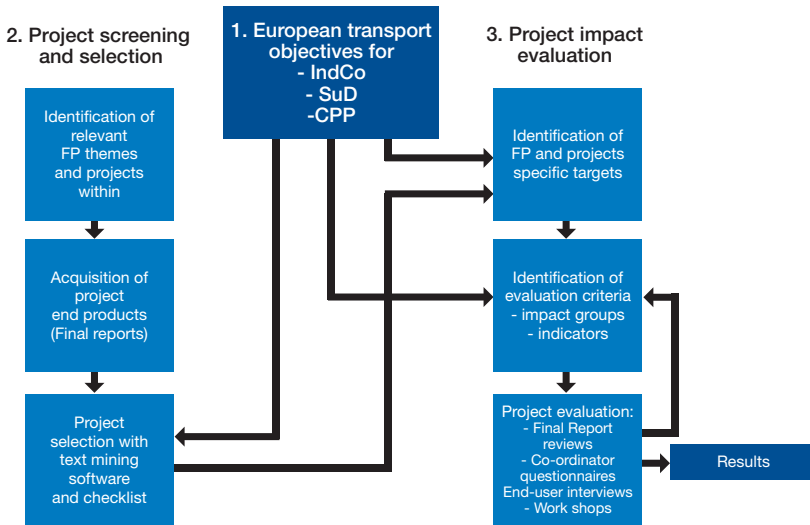 2. Project screening
and selection
Identification of
relevant
FP themes
and projects
within
Acquisition of
project
end products
(Final reports)
Project
selection with
text mining
software
and checklist
1. European transport
objectives for
- IndCo
- SuD
-CPP
3. Project impact
evaluation
Identification of
FP and projects
specific targets
Identification of
evaluation criteria
- impact groups
- indicators
Project evaluation:
- Final Report
reviews
- Co-ordinator
questionnaires
End-user interviews
- Work shops
Results